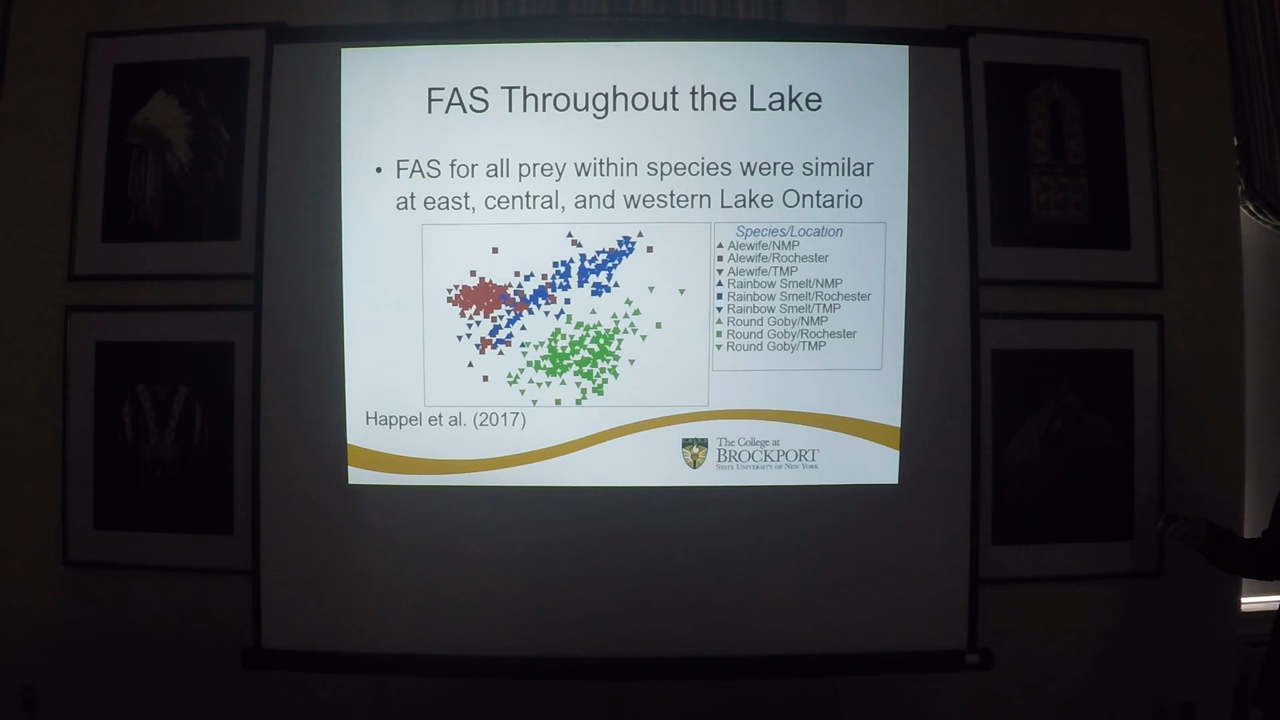 FAS Throughout the Lake
• FAS for all prey within species were similar
at east, central, and western Lake Ontario
Species/Location
Alewife/NMP
Alewife/Rochester
Alewife/TMP
Rainbow Smelt/NMP
Rainbow Smelt/Rochester
Rainbow Smelt/TMP
Round Goby/NMP
Round Goby/Rochester
Round Goby/TMP
Happel et al. (2017)
The College at
BROCKPORT
STATE UNIVERSITY OF NEW YORK